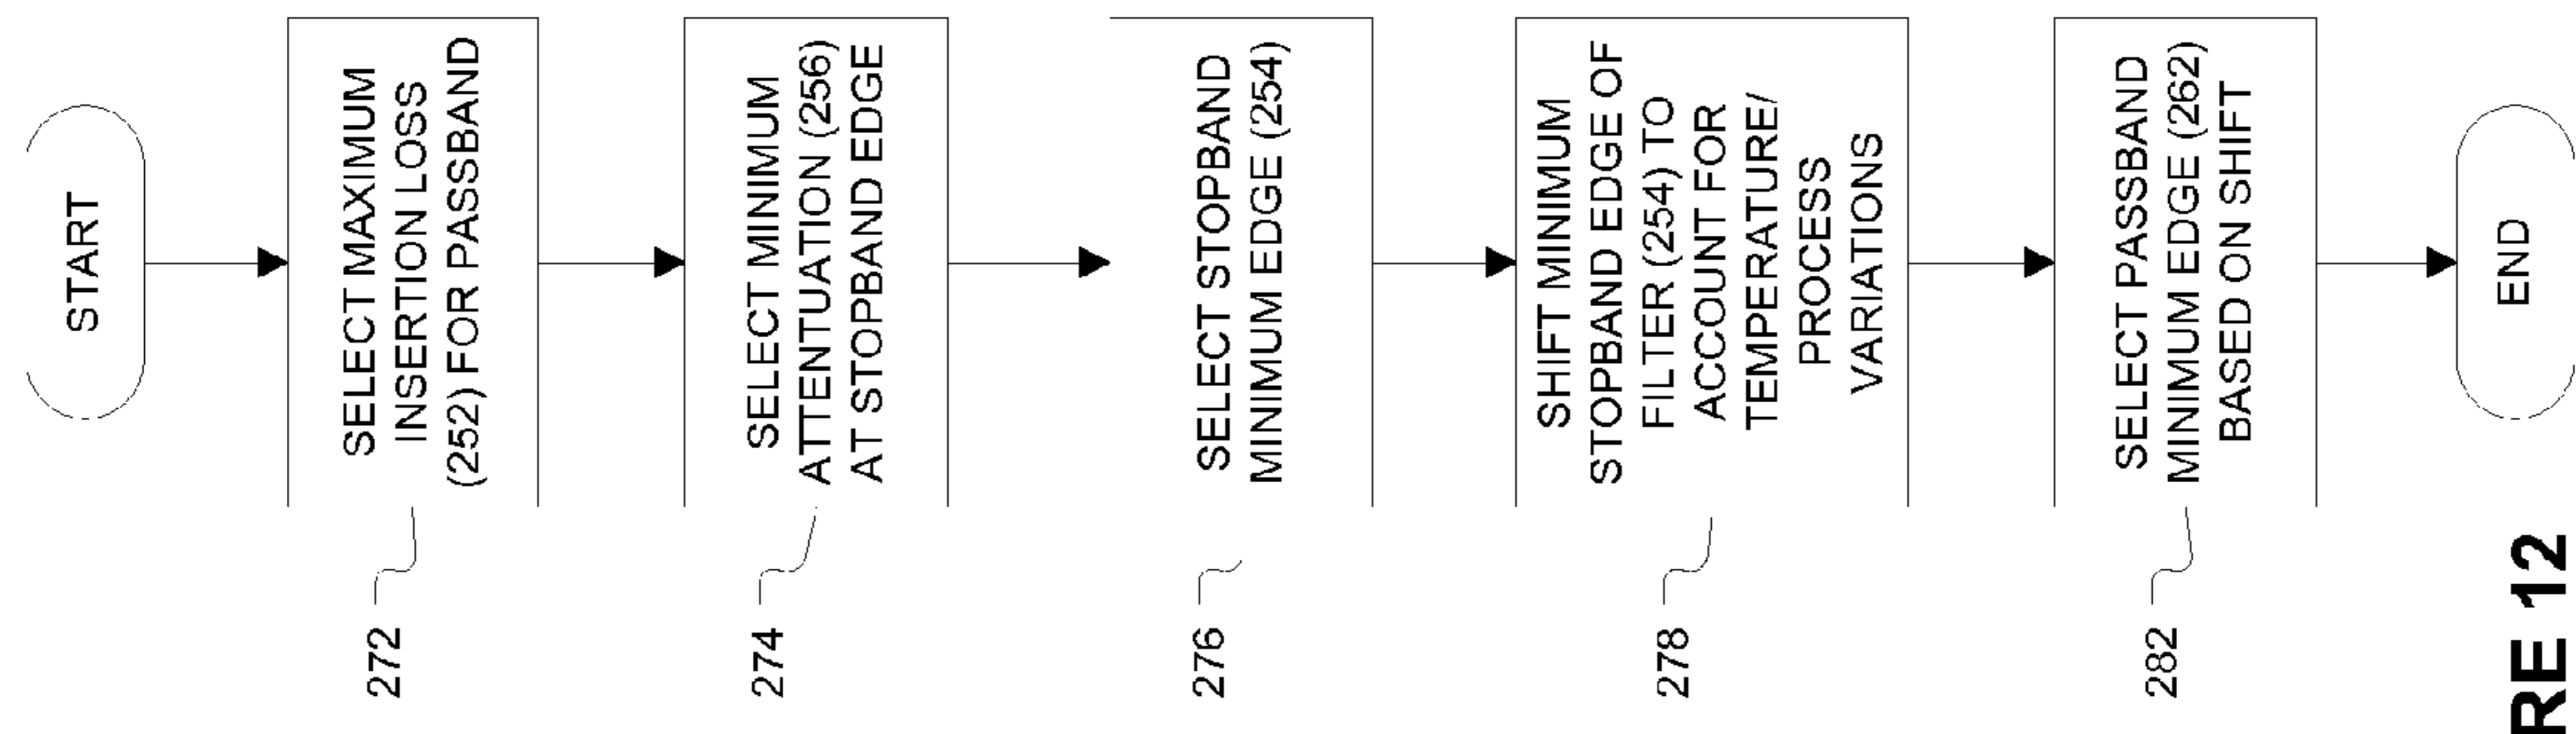 START
SELECT MAXIMUM
INSERTION LOSS
(252) FOR PASSBAND
272
SELECT MINIMUM
ATTENTUATION (256)
AT STOPBAND EDGE
274
SELECT STOPBAND
MINIMUM EDGE (254)
276
SHIFT MINIMUM
STOPBAND EDGE OF
FILTER (254) TO
ACCOUNT FOR
TEMPERATURE/
PROCESS
VARIATIONS
278
SELECT PASSBAND
MINIMUM EDGE (262)
BASED ON SHIFT
282
END
RE 12